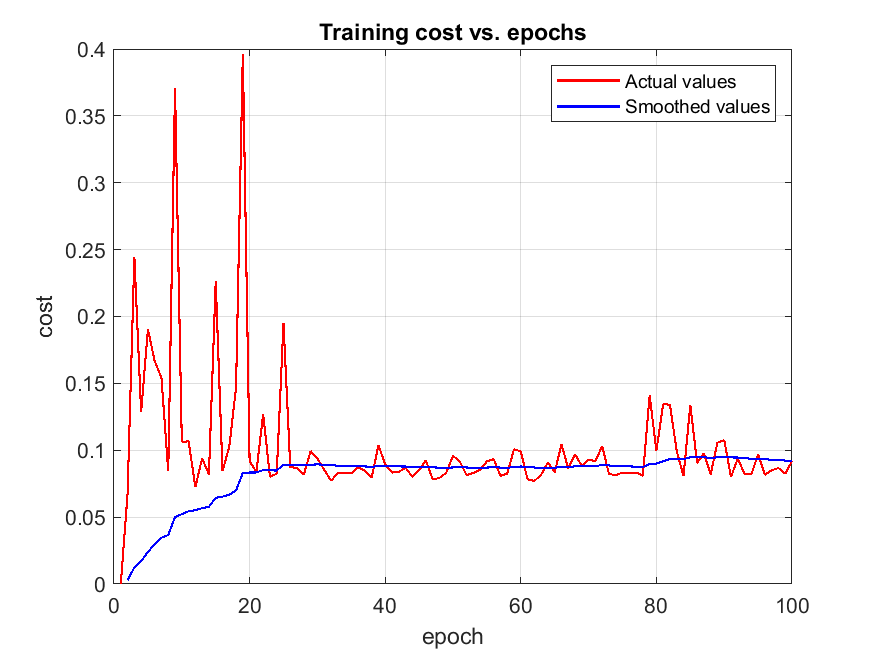 Training cost vs. epochs
0.4
0.35
0.3
0.25
0.2
0.15
0.1
0.05
0
cost
Actual values
Smoothed values
0 20 40 60 80 100
epoch